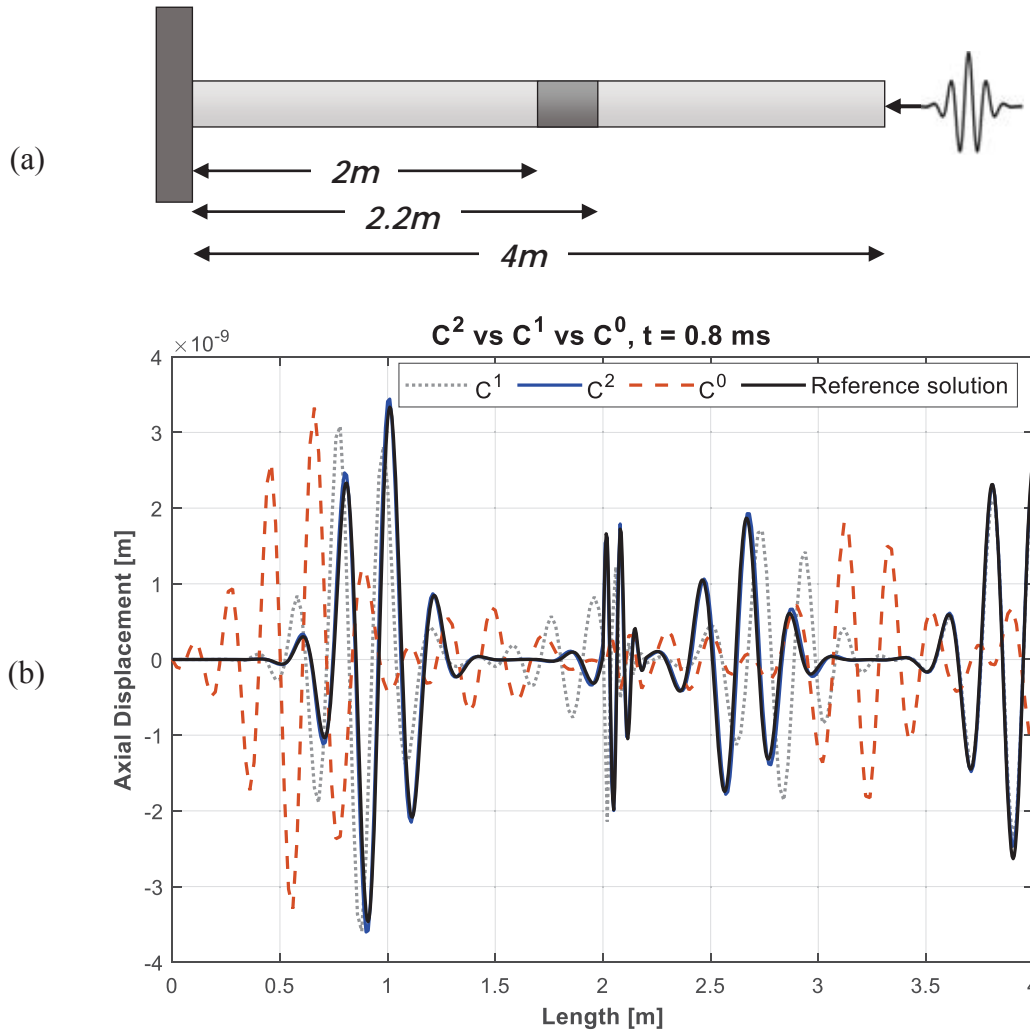 (a)
2m
2.2m
4m
C² vs C¹ vs C⁰, t = 0.8 ms
×10⁻⁹
C¹ C² C⁰ Reference solution
4
3
2
1
0
-1
-2
-3
-4
Axial Displacement [m]
(b)
0 0.5 1 1.5 2 2.5 3 3.5 4
Length [m]